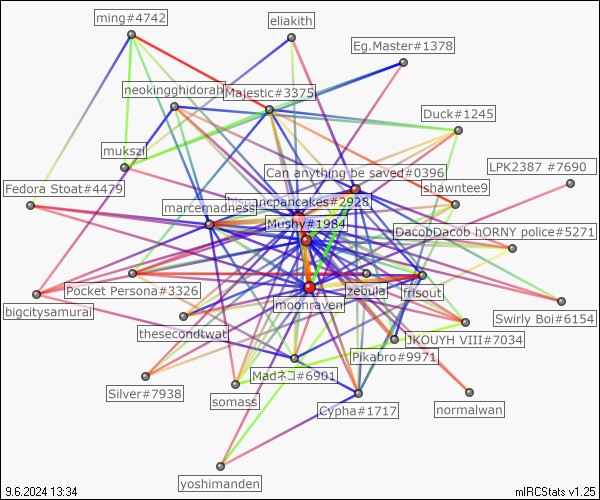 ming#4742
eliakith
Eg.Master#1378
neokingghidorah
Majestic#3375
Duck#1245
mukszi
Can anything be saved#0396
LPK2387 #7690
Fedora Stoat#4479
shawntee9
hispancpancakes#2928
marcemadness
Mushy#1984
DacobDacob hORNY police#5271
Pocket Persona#3326
zebula
frisout
moonraven
bigcitysamurai
Swirly Boi#6154
thesecondtwat
JKOUYH VIII#7034
Pikabro#9971
Madネコ#6901
Silver#7938
somass
Cypha#1717
normalwan
yoshimanden
9.6.2024 13:34
mIRCStats v1.25